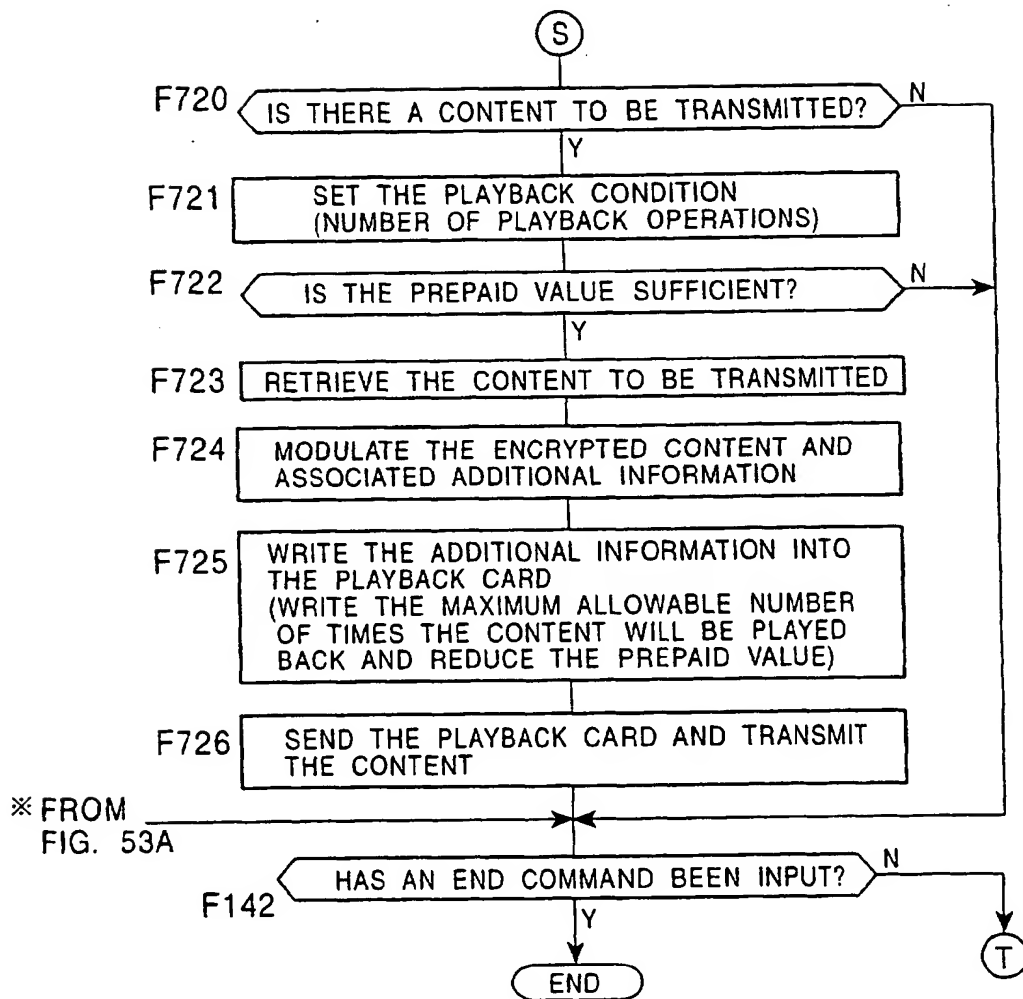 S
F720
IS THERE A CONTENT TO BE TRANSMITTED?
N
Y
F721
SET THE PLAYBACK CONDITION
(NUMBER OF PLAYBACK OPERATIONS)
F722
IS THE PREPAID VALUE SUFFICIENT?
N
Y
F723
RETRIEVE THE CONTENT TO BE TRANSMITTED
F724
MODULATE THE ENCRYPTED CONTENT AND
ASSOCIATED ADDITIONAL INFORMATION
F725
WRITE THE ADDITIONAL INFORMATION INTO
THE PLAYBACK CARD
(WRITE THE MAXIMUM ALLOWABLE NUMBER
OF TIMES THE CONTENT WILL BE PLAYED
BACK AND REDUCE THE PREPAID VALUE)
F726
SEND THE PLAYBACK CARD AND TRANSMIT
THE CONTENT
※ FROM
FIG. 53A
HAS AN END COMMAND BEEN INPUT?
N
F142
Y
T
END